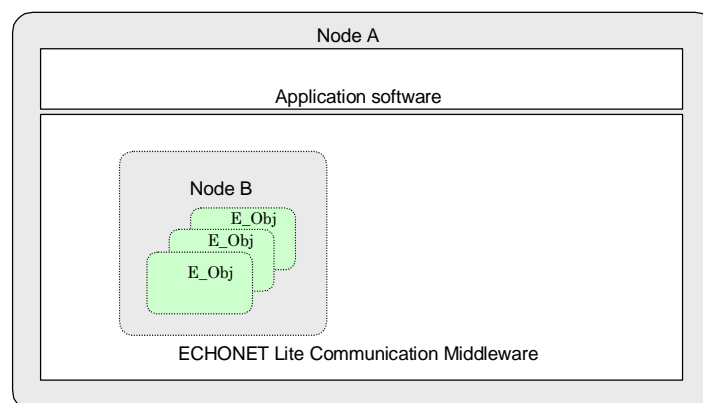 Node A
Application software
Node B
E_Obj
E_Obj
E_Obj
ECHONET Lite Communication Middleware